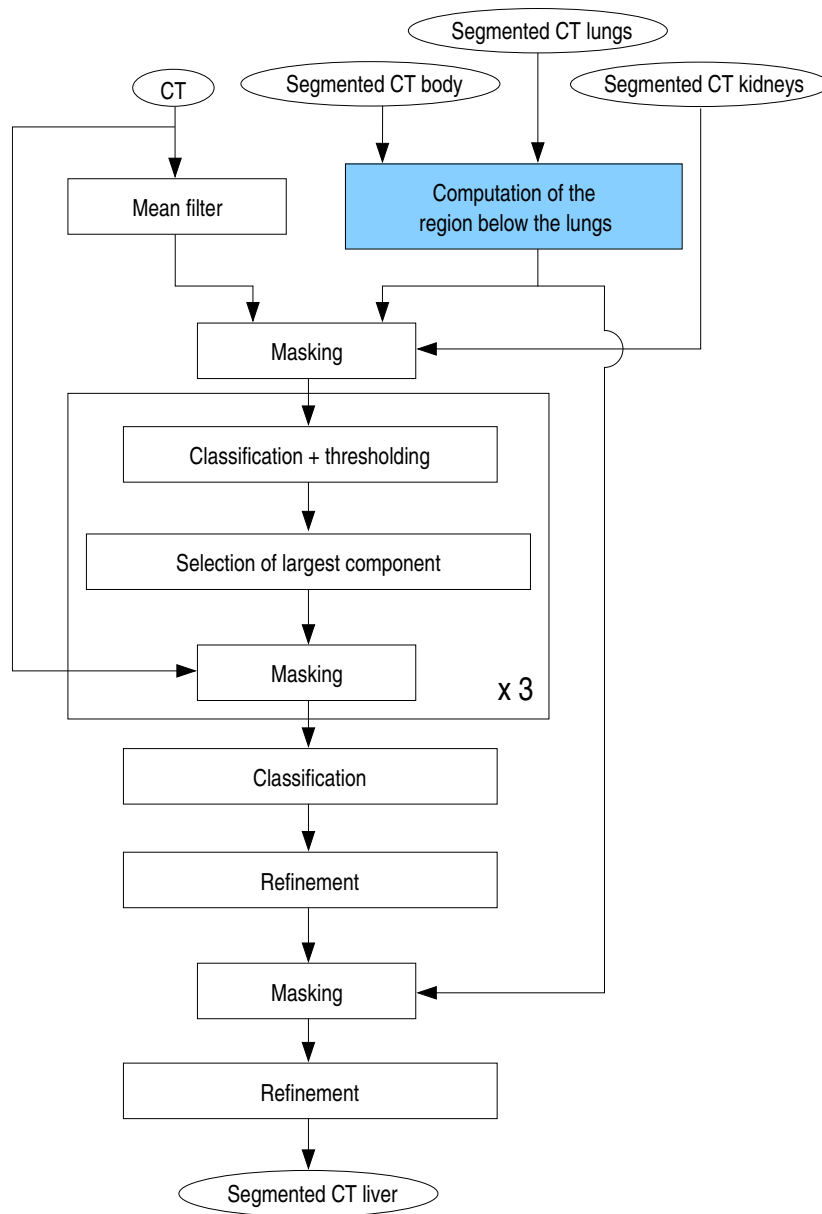 Segmented CT lungs
Segmented CT body
Segmented CT kidneys
CT
Mean filter
Computation of the
region below the lungs
Masking
Classification + thresholding
Selection of largest component
Masking
x 3
Classification
Refinement
Masking
Refinement
Segmented CT liver